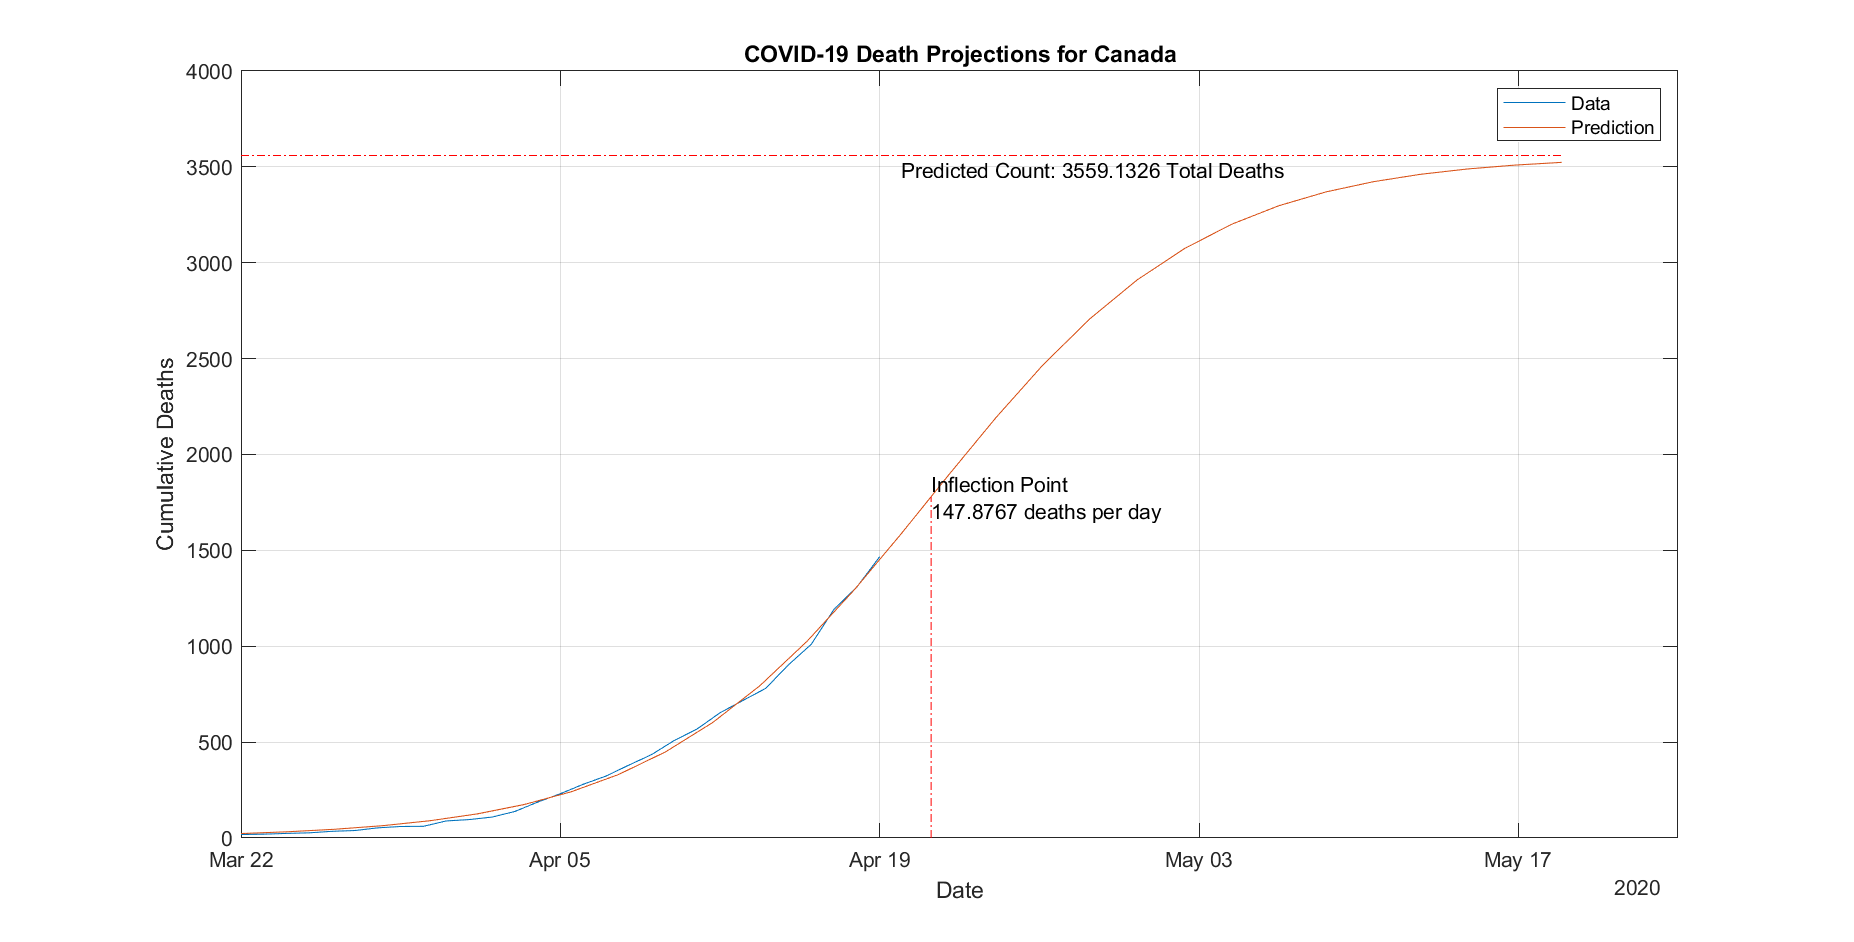 COVID-19 Death Projections for Canada
4000
3500
3000
2500
2000
1500
1000
500
0
Cumulative Deaths
Data
Prediction
Predicted Count: 3559.1326 Total Deaths
Inflection Point
147.8767 deaths per day
Mar 22 Apr 05 Apr 19 May 03 May 17
Date
2020